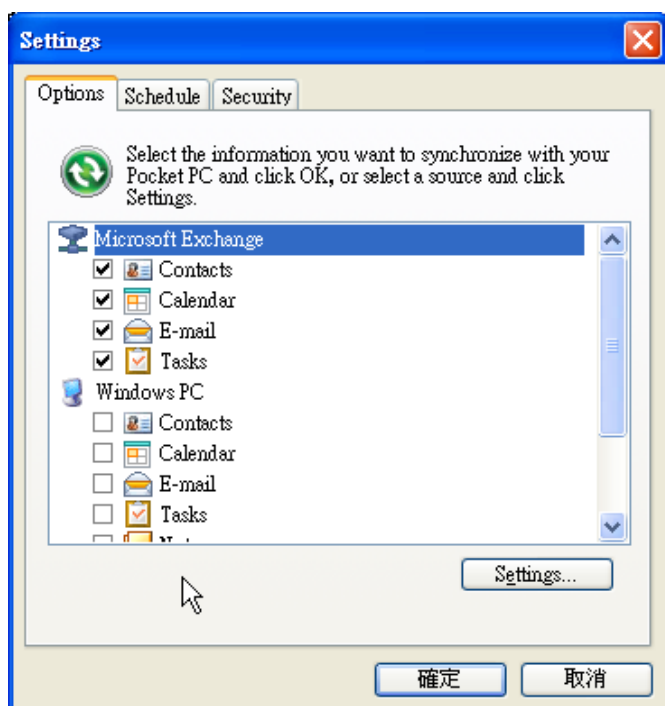 Settings
Options Schedule Security
Select the information you want to synchronize with your
Pocket PC and click OK, or select a source and click
Settings.
Microsoft Exchange
Contacts
Calendar
E-mail
Tasks
Windows PC
Contacts
Calendar
E-mail
Tasks
Settings...
確定 取消